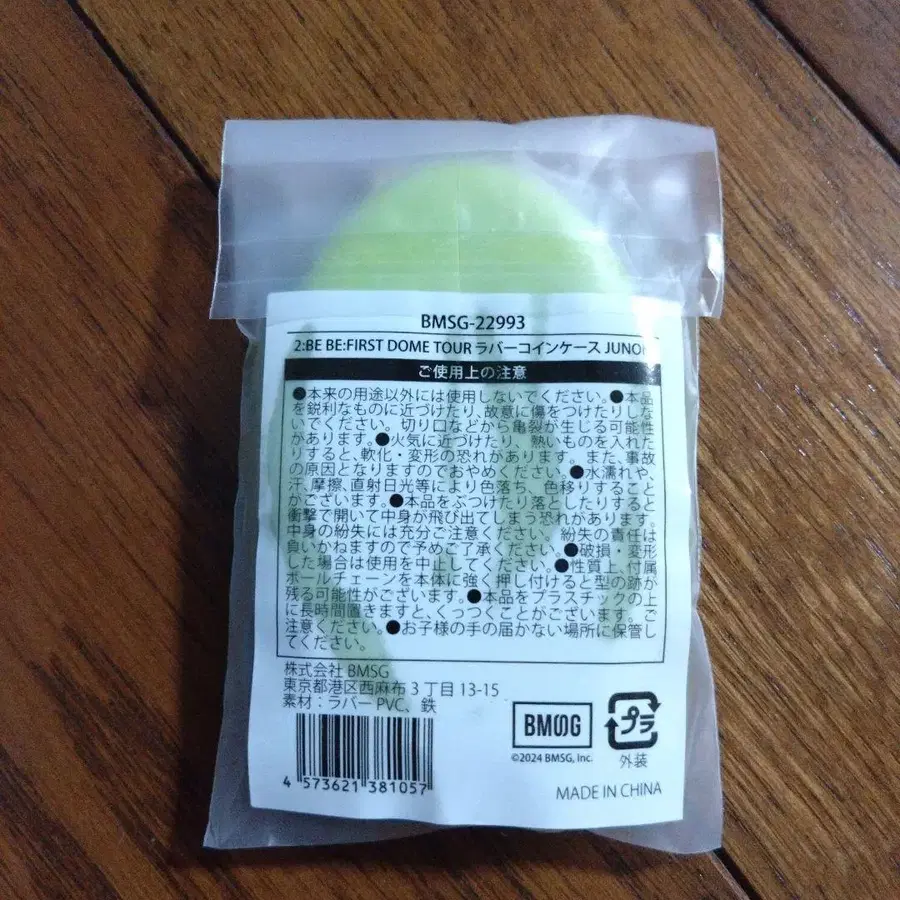 BMSG-22993
2:BE BE:FIRST DOME TOUR ラバーコインケース JUNO
ご使用上の注意
●本来の用途以外には使用しないでください。●本品
を鋭利なものに近づけたり、故意に傷をつけたりしな
いでください。切り口などから亀裂が生じる可能性
があります。●火気に近づけたり、熱いものを入れた
りすると、軟化・変形の恐れがあります。また、事故
の原因となりますのでおやめください。●水濡れや、
汗、摩擦、直射日光等により色落ち、色移りすること
がございます。●本品をぶつけたり落としたりすると
衝撃で開いて中身が飛び出てしまう恐れがあります。
中身の紛失には充分ご注意ください。紛失の責任は
負いかねますので予めご了承ください。●破損・変形
した場合は使用を中止してください。●性質上、付属
ボールチェーンを本体に強く押し付けると型の跡が
残る可能性がございます。●本品をプラスチックの上
に長時間置きますと、くっつくことがございます。ご
注意ください。●お子様の手の届かない場所に保管し
てください。
株式会社 BMSG
東京都港区西麻布 3 丁目 13-15
素材：ラバー PVC、鉄
4 573621 381057
BMSG
©2024 BMSG, Inc.
プラ
外装
MADE IN CHINA